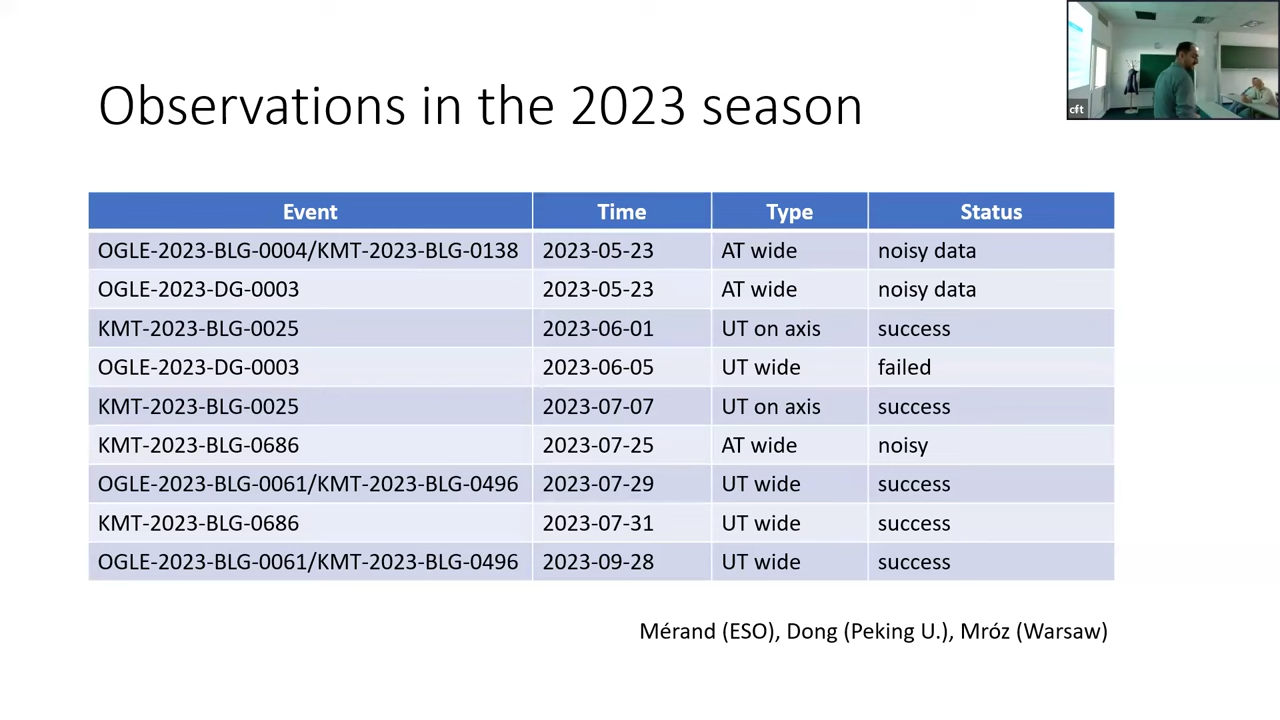 cft
Observations in the 2023 season
Event Time Type Status
OGLE-2023-BLG-0004/KMT-2023-BLG-0138 2023-05-23 AT wide noisy data
OGLE-2023-DG-0003 2023-05-23 AT wide noisy data
KMT-2023-BLG-0025 2023-06-01 UT on axis success
OGLE-2023-DG-0003 2023-06-05 UT wide failed
KMT-2023-BLG-0025 2023-07-07 UT on axis success
KMT-2023-BLG-0686 2023-07-25 AT wide noisy
OGLE-2023-BLG-0061/KMT-2023-BLG-0496 2023-07-29 UT wide success
KMT-2023-BLG-0686 2023-07-31 UT wide success
OGLE-2023-BLG-0061/KMT-2023-BLG-0496 2023-09-28 UT wide success
Mérand (ESO), Dong (Peking U.), Mróz (Warsaw)